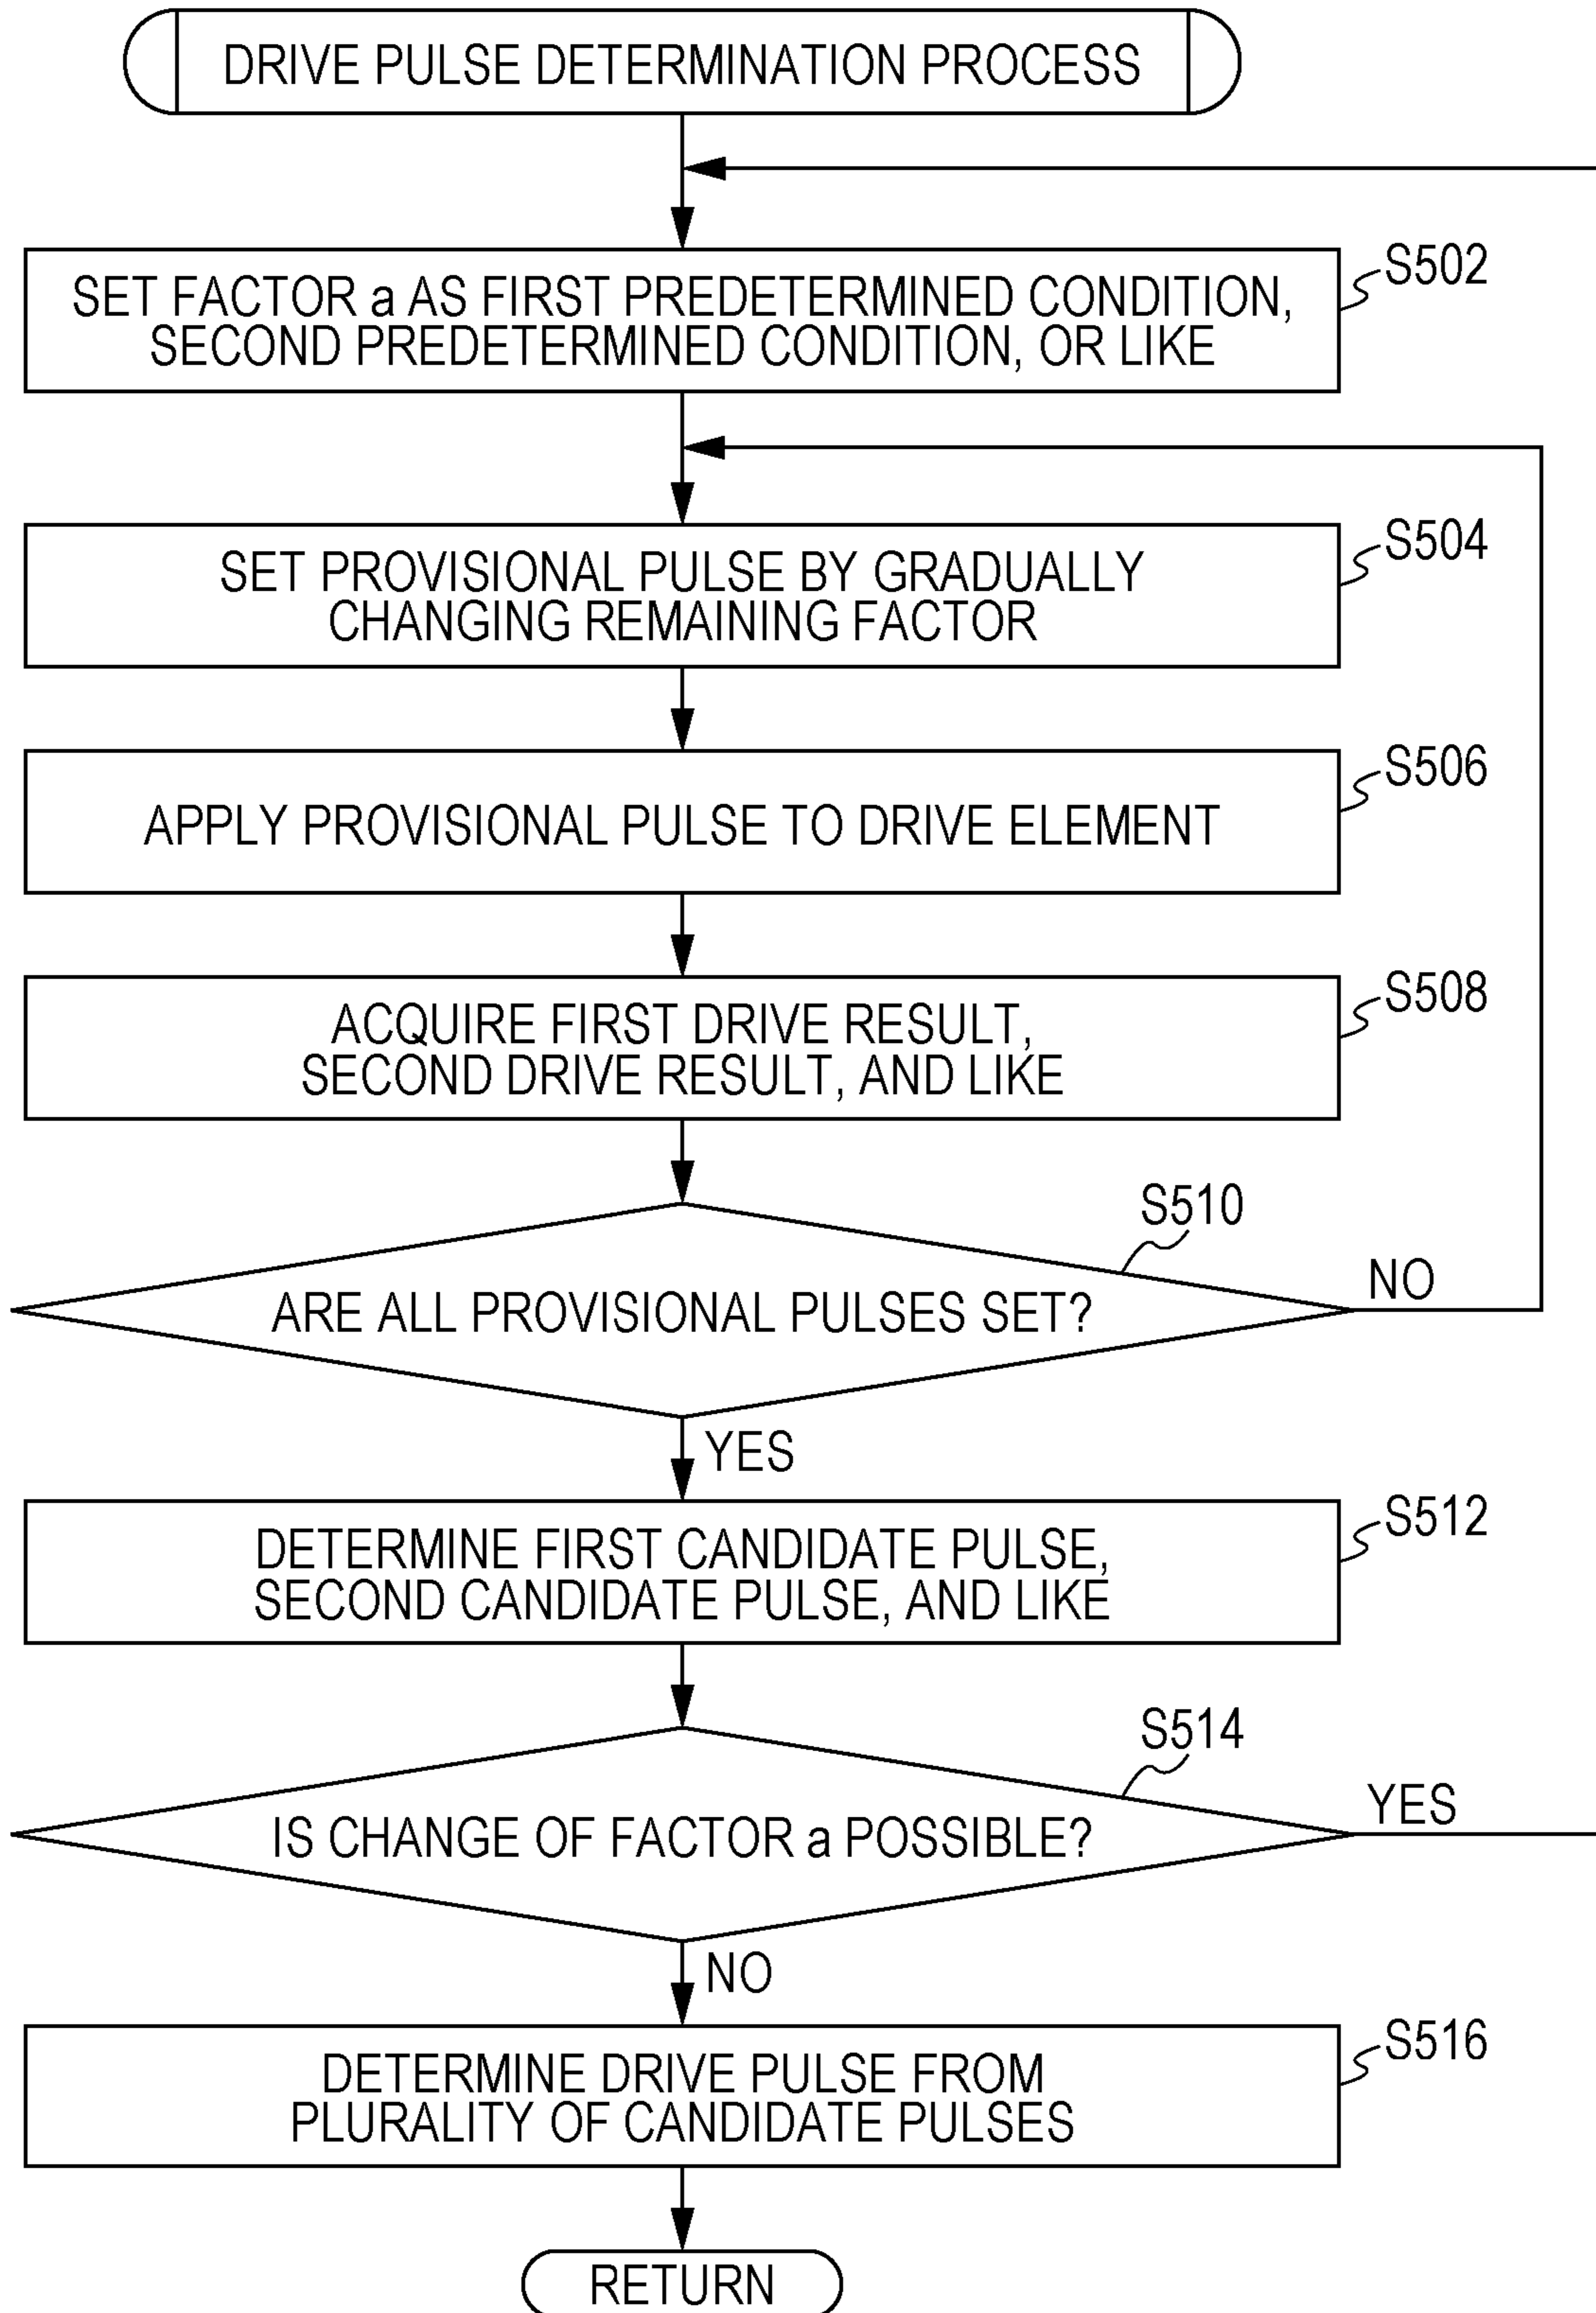 DRIVE PULSE DETERMINATION PROCESS
S502
SET FACTOR a AS FIRST PREDETERMINED CONDITION,
SECOND PREDETERMINED CONDITION, OR LIKE
S504
SET PROVISIONAL PULSE BY GRADUALLY
CHANGING REMAINING FACTOR
S506
APPLY PROVISIONAL PULSE TO DRIVE ELEMENT
S508
ACQUIRE FIRST DRIVE RESULT,
SECOND DRIVE RESULT, AND LIKE
S510
NO
ARE ALL PROVISIONAL PULSES SET?
YES
S512
DETERMINE FIRST CANDIDATE PULSE,
SECOND CANDIDATE PULSE, AND LIKE
S514
YES
IS CHANGE OF FACTOR a POSSIBLE?
NO
S516
DETERMINE DRIVE PULSE FROM
PLURALITY OF CANDIDATE PULSES
RETURN